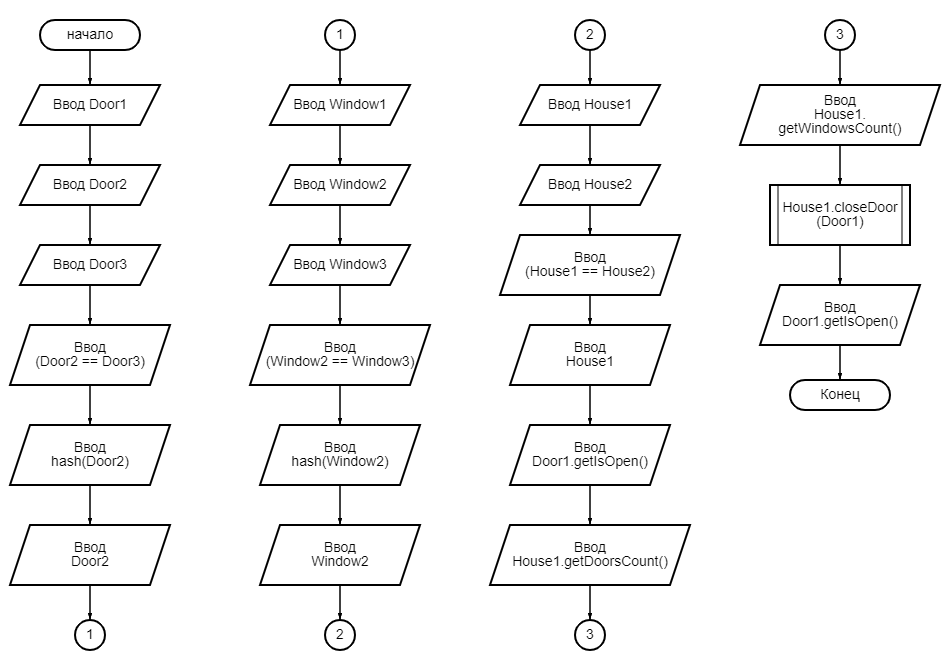 начало
Ввод Door1
Ввод Door2
Ввод Door3
Ввод
(Door2 == Door3)
Ввод
hash(Door2)
Ввод
Door2
1
1
Ввод Window1
Ввод Window2
Ввод Window3
Ввод
(Window2 == Window3)
Ввод
hash(Window2)
Ввод
Window2
2
2
Ввод House1
Ввод House2
Ввод
(House1 == House2)
Ввод
House1
Ввод
Door1.getIsOpen()
Ввод
House1.getDoorsCount()
3
3
Ввод
House1.
getWindowsCount()
House1.closeDoor
(Door1)
Ввод
Door1.getIsOpen()
Конец